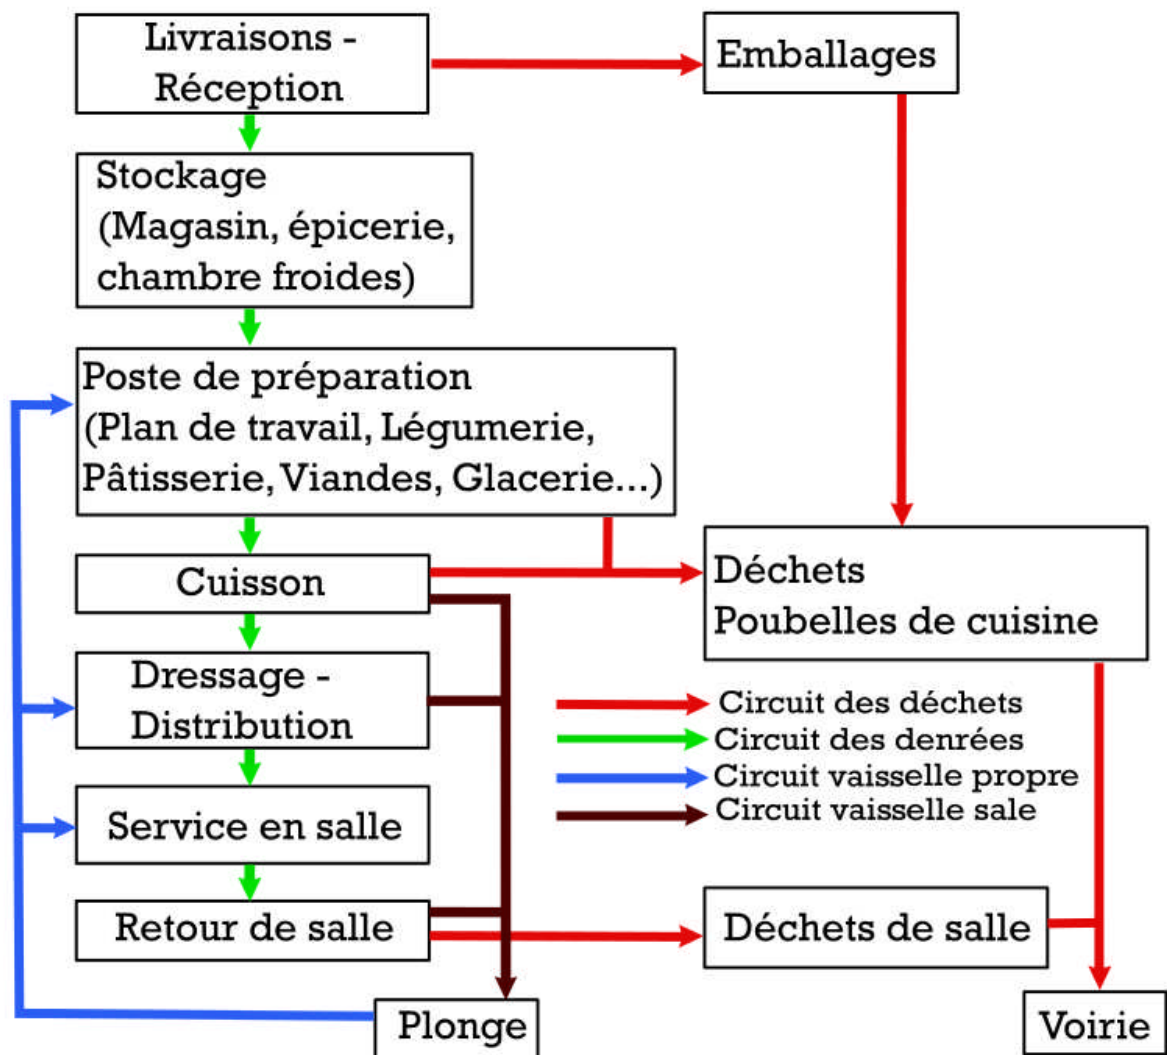 Livraisons -
Réception
Emballages
Stockage
(Magasin, épicerie,
chambre froides)
Poste de préparation
(Plan de travail, Légumerie,
Pâtisserie, Viandes, Glacerie...)
Cuisson
Déchets
Poubelles de cuisine
Dressage -
Distribution
Circuit des déchets
Circuit des denrées
Circuit vaisselle propre
Circuit vaisselle sale
Service en salle
Retour de salle
Déchets de salle
Plonge
Voirie